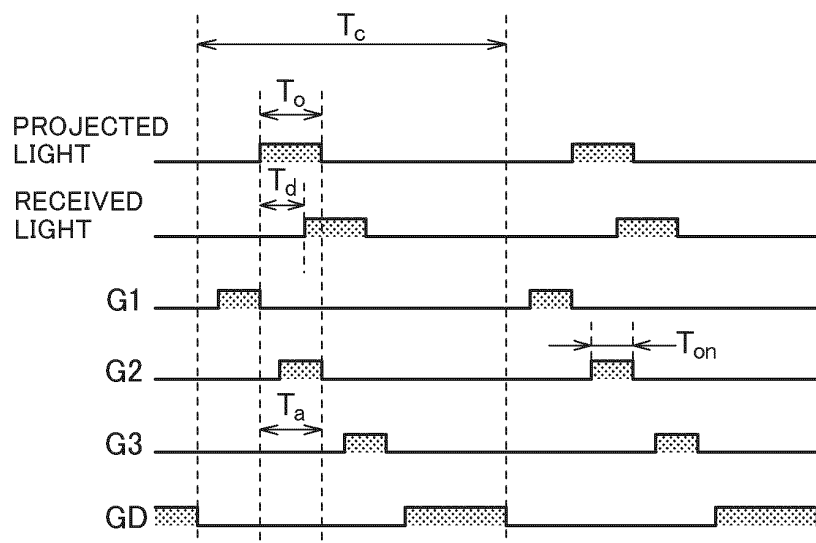 Tc
To
PROJECTED
LIGHT
Td
RECEIVED
LIGHT
G1
G2
Ton
Ta
G3
GD